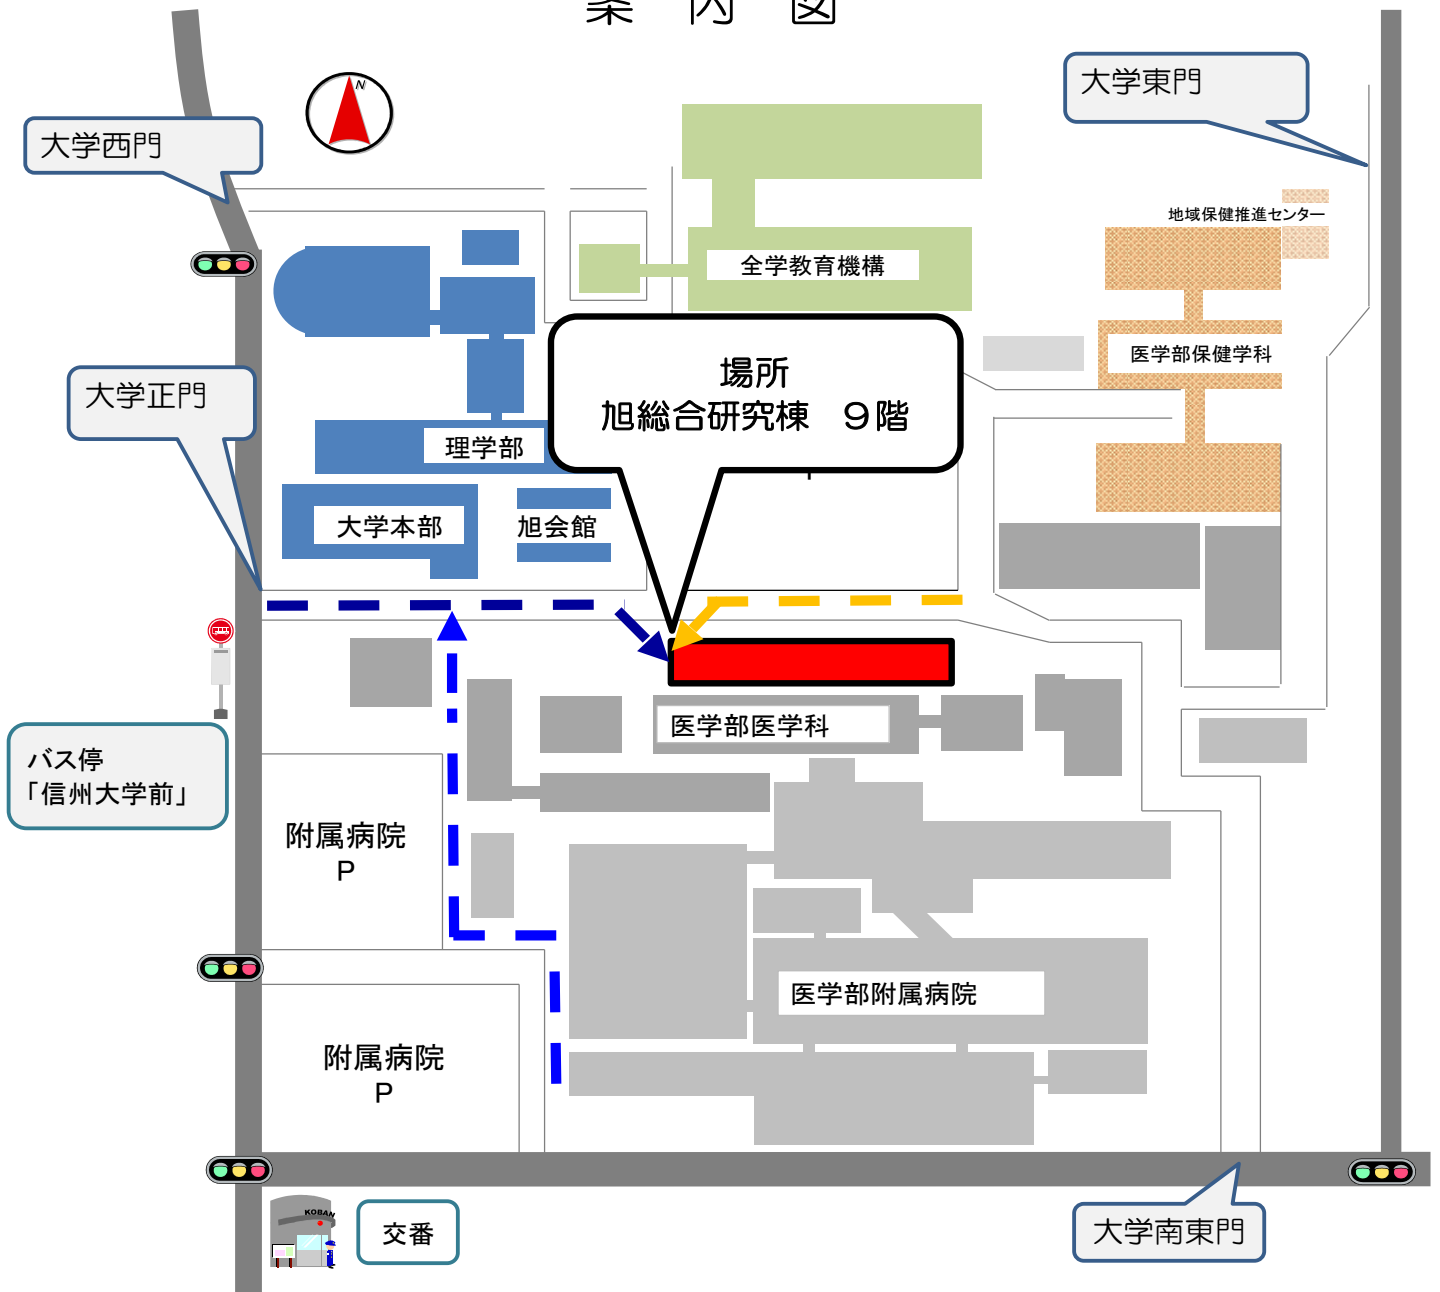 案　内　図
N
大学東門
大学西門
地域保健推進センター
全学教育機構
医学部保健学科
場所
旭総合研究棟　９階
大学正門
理学部
大学本部
旭会館
医学部医学科
バス停
「信州大学前」
附属病院
P
医学部附属病院
附属病院
P
KOBAN
交番
大学南東門